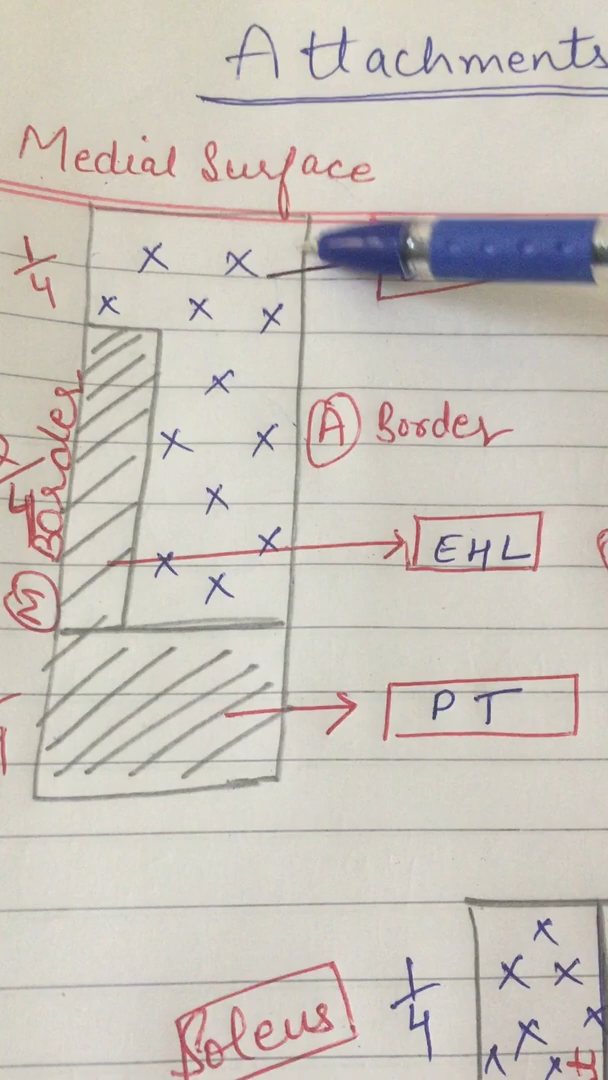 Attachments
Medial Surface
1/4
x x
x x x
x
(A) Border
x x
Border
x
x
EHL
x
x
(M)
PT
x
x x
1/4
Soleus
x
x
x x